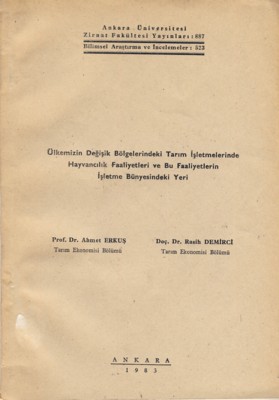 Ankara Üniversitesi
Ziraat Fakültesi Yayınları: 887
Bilimsel Araştırma ve İncelemeler: 523
Ülkemizin Değişik Bölgelerindeki Tarım İşletmelerinde
Hayvancılık Faaliyetleri ve Bu Faaliyetlerin
İşletme Bünyesindeki Yeri
Prof. Dr. Ahmet ERKUŞ
Tarım Ekonomisi Bölümü
Doç. Dr. Rasih DEMİRCİ
Tarım Ekonomisi Bölümü
ANKARA
1983